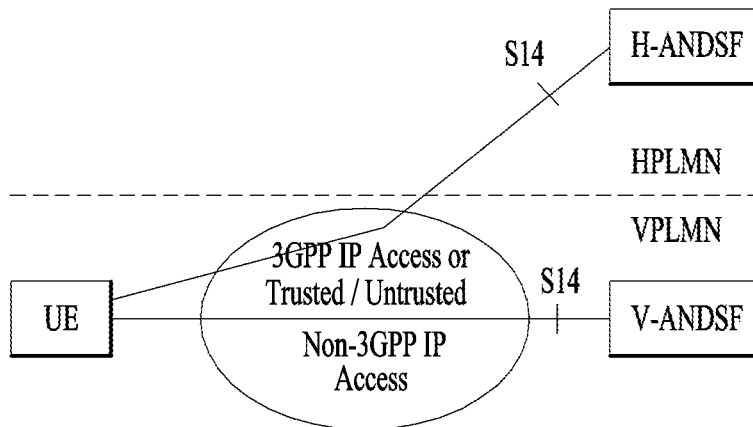 H-ANDSF
S14
HPLMN
VPLMN
3GPP IP Access or
Trusted / Untrusted
S14
UE
V-ANDSF
Non-3GPP IP
Access